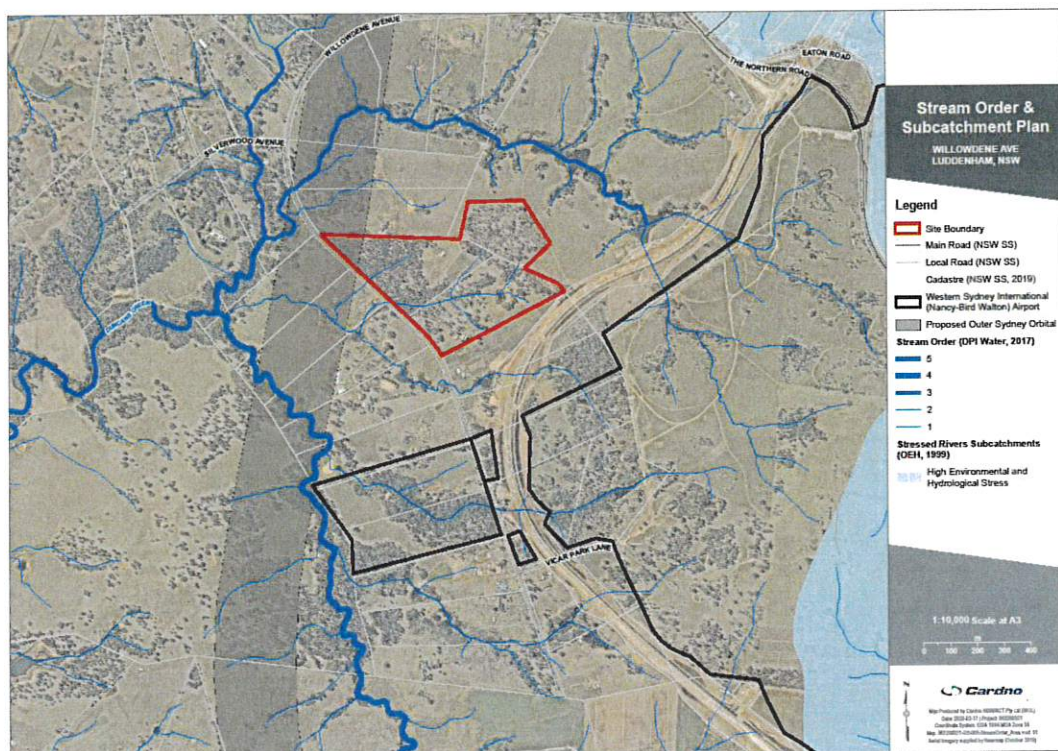 WILLOWDENE AVENUE
EATON ROAD
THE NORTHERN ROAD
SILVERWOOD AVENUE
VICAR PARK LANE
Stream Order &
Subcatchment Plan
WILLOWDENE AVE
LUDDENHAM, NSW
Legend
Site Boundary
Main Road (NSW SS)
Local Road (NSW SS)
Cadastre (NSW SS, 2019)
Western Sydney International
(Nancy-Bird Walton) Airport
Proposed Outer Sydney Orbital
Stream Order (DPI Water, 2017)
5
4
3
2
1
Stressed Rivers Subcatchments
(OEH, 1999)
High Environmental and
Hydrological Stress
1:10,000 Scale at A3
m
0 100 200 300 400
Cardno